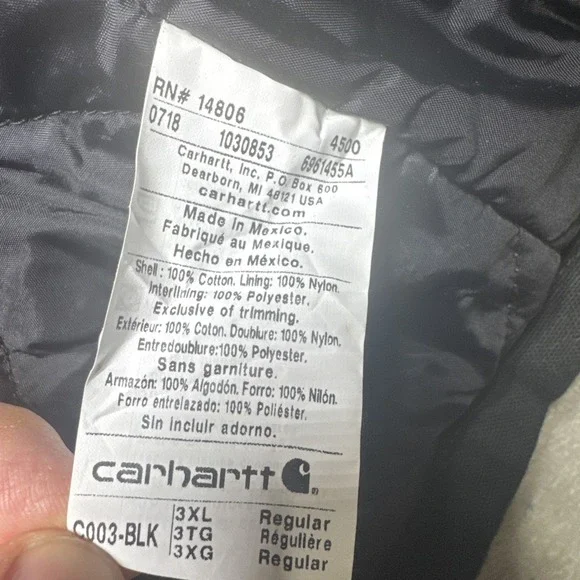 RN# 14806
0718 1030853 4500
6961455A
Carhartt, Inc. P.O. Box 600
Dearborn, MI 48121 USA
carhartt.com
Made In Mexico.
Fabriqué au Mexique.
Hecho en México.
Shell: 100% Cotton. Lining: 100% Nylon.
Interlining: 100% Polyester.
Exclusive of trimming.
Extérieur: 100% Coton. Doublure: 100% Nylon.
Entredoublure:100% Polyester.
Sans garniture.
Armazón: 100% Algodón. Forro: 100% Nilón.
Forro entrelazado: 100% Poliéster.
Sin incluir adorno.
carhartt
C003-BLK
3XL Regular
3TG Régulière
3XG Regular